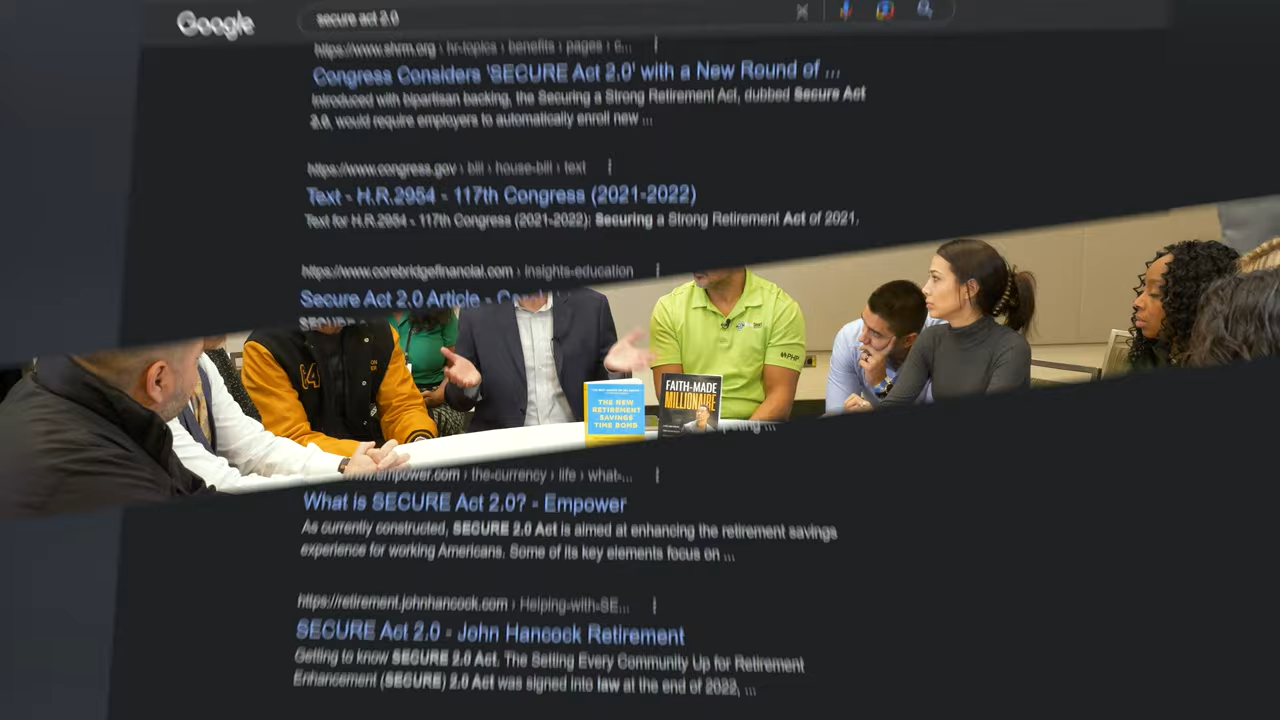 Google
secure act 2.0
https://www.shrm.org › hr-topics › benefits › pages › c...
Congress Considers 'SECURE Act 2.0' with a New Round of ...
Introduced with bipartisan backing, the Securing a Strong Retirement Act, dubbed Secure Act
2.0, would require employers to automatically enroll new ...
https://www.congress.gov › bill › house-bill › text
Text - H.R.2954 - 117th Congress (2021-2022)
Text for H.R.2954 - 117th Congress (2021-2022): Securing a Strong Retirement Act of 2021.
https://www.corebridgefinancial.com › insights-education
Secure Act 2.0 Article -
SECURE
PHP
THE NEW
RETIREMENT
SAVINGS
TIME BOMB
FAITH-MADE
MILLIONAIRE
www.empower.com › the-currency › life › what-...
What is SECURE Act 2.0? - Empower
As currently constructed, SECURE 2.0 Act is aimed at enhancing the retirement savings
experience for working Americans. Some of its key elements focus on ...
https://retirement.johnhancock.com › Helping-with-SE...
SECURE Act 2.0 - John Hancock Retirement
Getting to know SECURE 2.0 Act. The Setting Every Community Up for Retirement
Enhancement (SECURE) 2.0 Act was signed into law at the end of 2022, ...